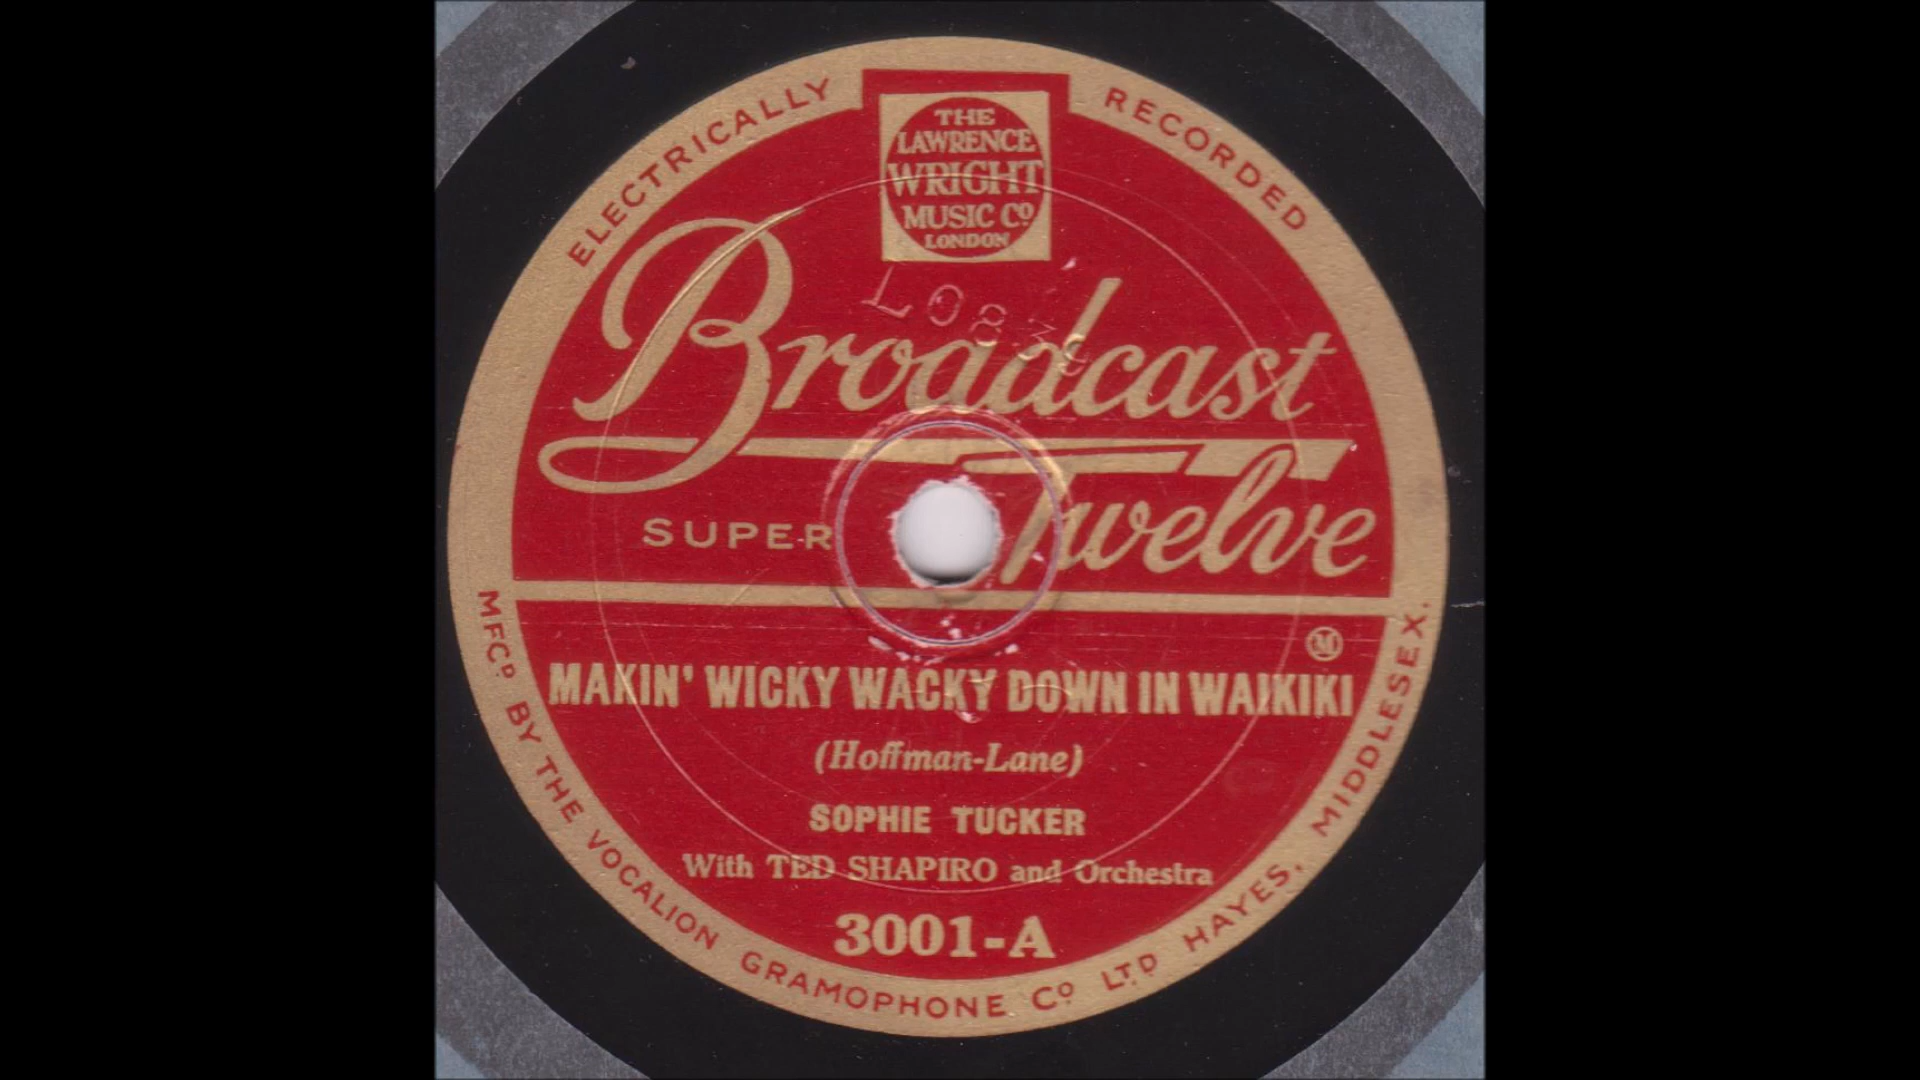 ELECTRICALLY RECORDED
THE
LAWRENCE
WRIGHT
MUSIC Cº
LONDON
Broadcast
Twelve
SUPER
M
MAKIN' WICKY WACKY DOWN IN WAIKIKI
(Hoffman-Lane)
SOPHIE TUCKER
With TED SHAPIRO and Orchestra
3001-A
MFCD BY THE VOCALION GRAMOPHONE Cº LTD HAYES, MIDDLESEX.